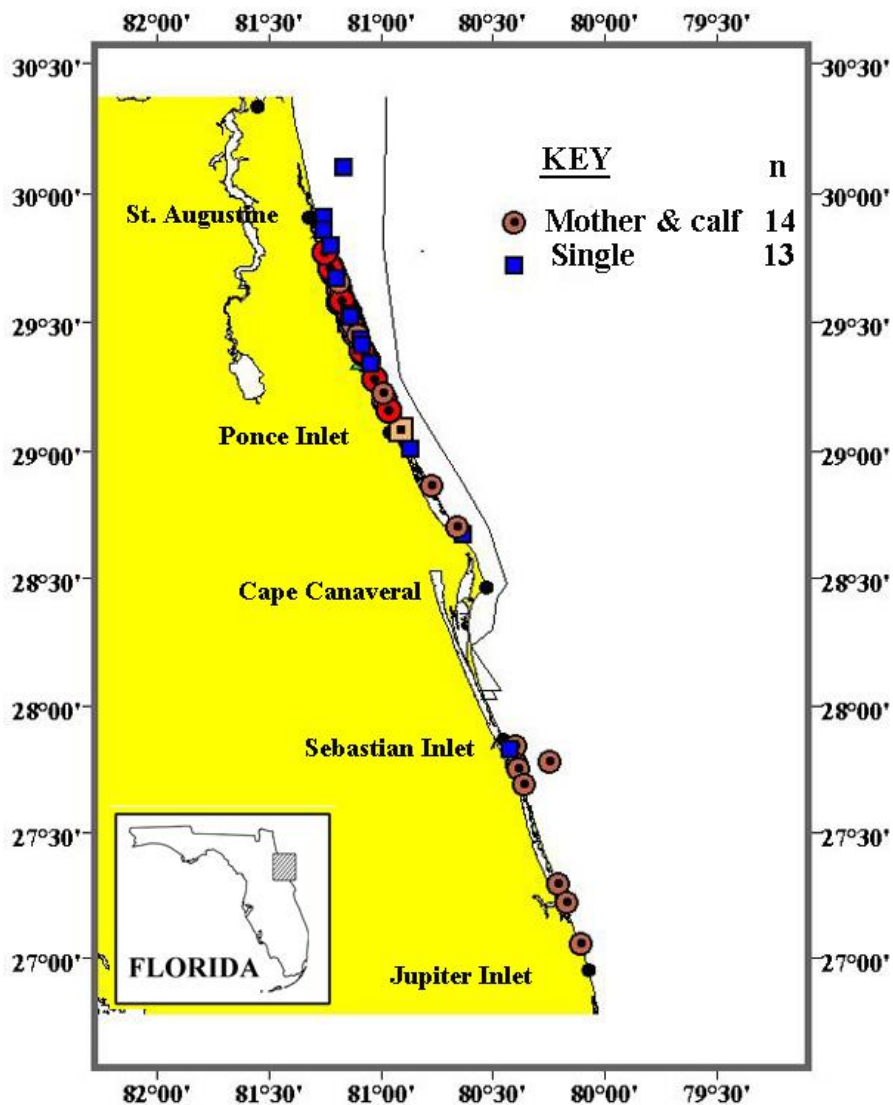 82°00' 81°30' 81°00' 80°30' 80°00' 79°30'
30°30' 30°30'
KEY n
30°00' 30°00'
St. Augustine
Mother & calf 14
Single 13
29°30' 29°30'
Ponce Inlet
29°00' 29°00'
28°30' 28°30'
Cape Canaveral
28°00' 28°00'
Sebastian Inlet
27°30' 27°30'
FLORIDA
27°00' 27°00'
Jupiter Inlet
82°00' 81°30' 81°00' 80°30' 80°00' 79°30'